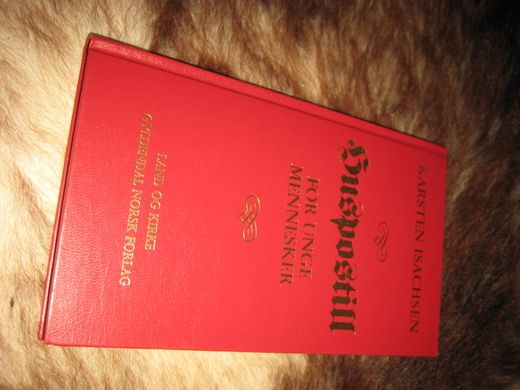 KARSTEN ISACHSEN
Huspostill
FOR UNGE
MENNESKER
LAND OG KIRKE
GYLDENDAL NORSK FORLAG